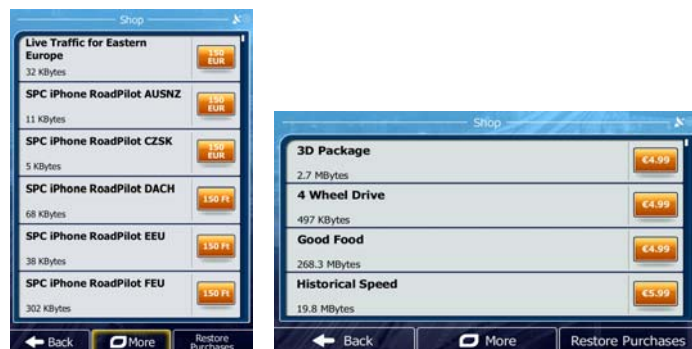 Shop
Live Traffic for Eastern
Europe
32 KBytes
150
EUR
SPC iPhone RoadPilot AUSNZ
11 KBytes
150
EUR
SPC iPhone RoadPilot CZSK
5 KBytes
150
EUR
SPC iPhone RoadPilot DACH
68 KBytes
150 Ft
SPC iPhone RoadPilot EEU
38 KBytes
150 Ft
SPC iPhone RoadPilot FEU
302 KBytes
150 Ft
Back
More
Restore
Purchases
Shop
3D Package
2.7 MBytes
€4.99
4 Wheel Drive
497 KBytes
€4.99
Good Food
268.3 MBytes
€4.99
Historical Speed
19.8 MBytes
€5.99
Back
More
Restore Purchases